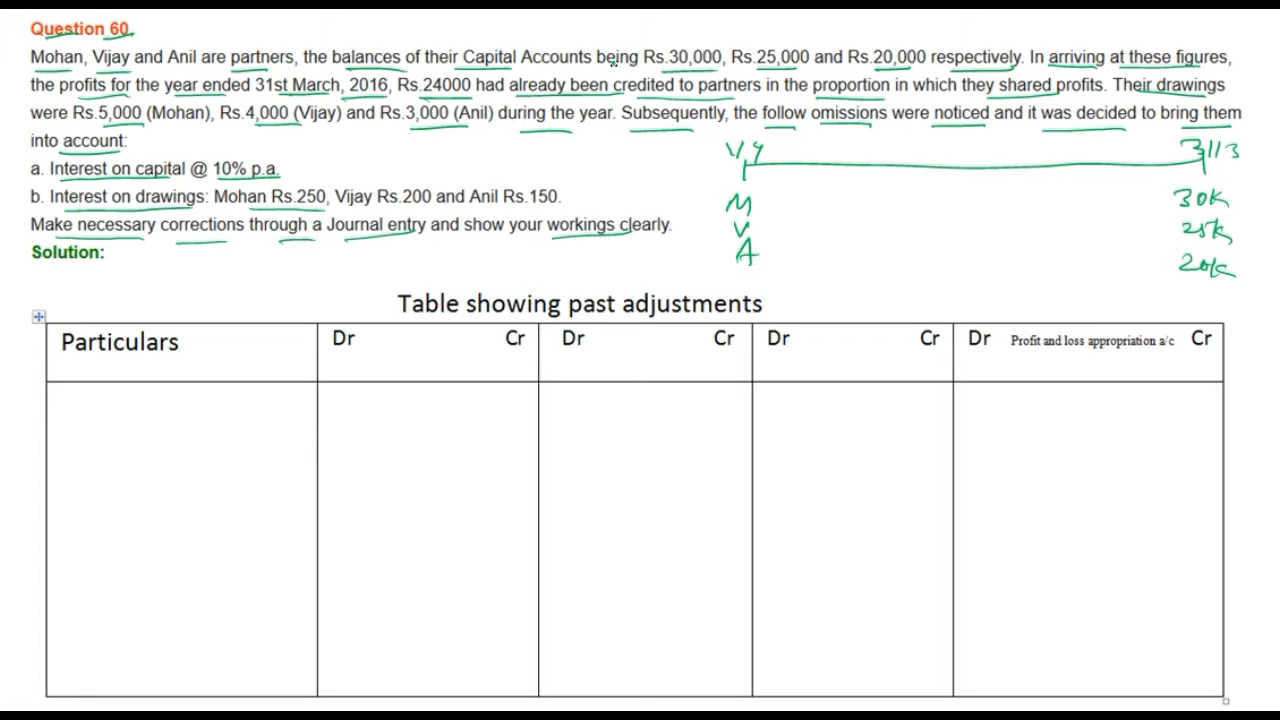 Question 60
Mohan, Vijay and Anil are partners, the balances of their Capital Accounts being Rs.30,000, Rs.25,000 and Rs.20,000 respectively. In arriving at these figures,
the profits for the year ended 31st March, 2016, Rs.24000 had already been credited to partners in the proportion in which they shared profits. Their drawings
were Rs.5,000 (Mohan), Rs.4,000 (Vijay) and Rs.3,000 (Anil) during the year. Subsequently, the follow omissions were noticed and it was decided to bring them
into account:
a. Interest on capital @ 10% p.a.
b. Interest on drawings: Mohan Rs.250, Vijay Rs.200 and Anil Rs.150.
Make necessary corrections through a Journal entry and show your workings clearly.
Solution:
1/4 31/3
M 30K
V 25K
A 20K
Table showing past adjustments
Particulars Dr Cr Dr Cr Dr Cr Dr Profit and loss appropriation a/c Cr